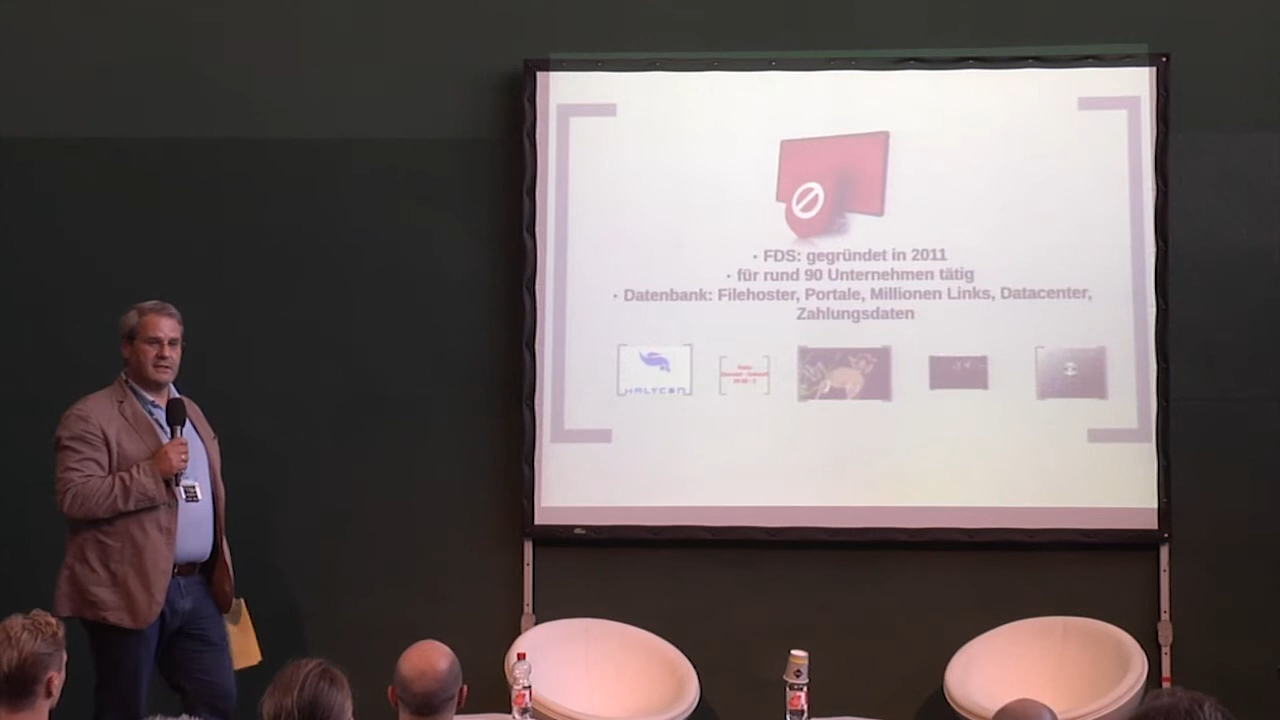 · FDS: gegründet in 2011
· für rund 90 Unternehmen tätig
· Datenbank: Filehoster, Portale, Millionen Links, Datacenter,
Zahlungsdaten
HALYCON